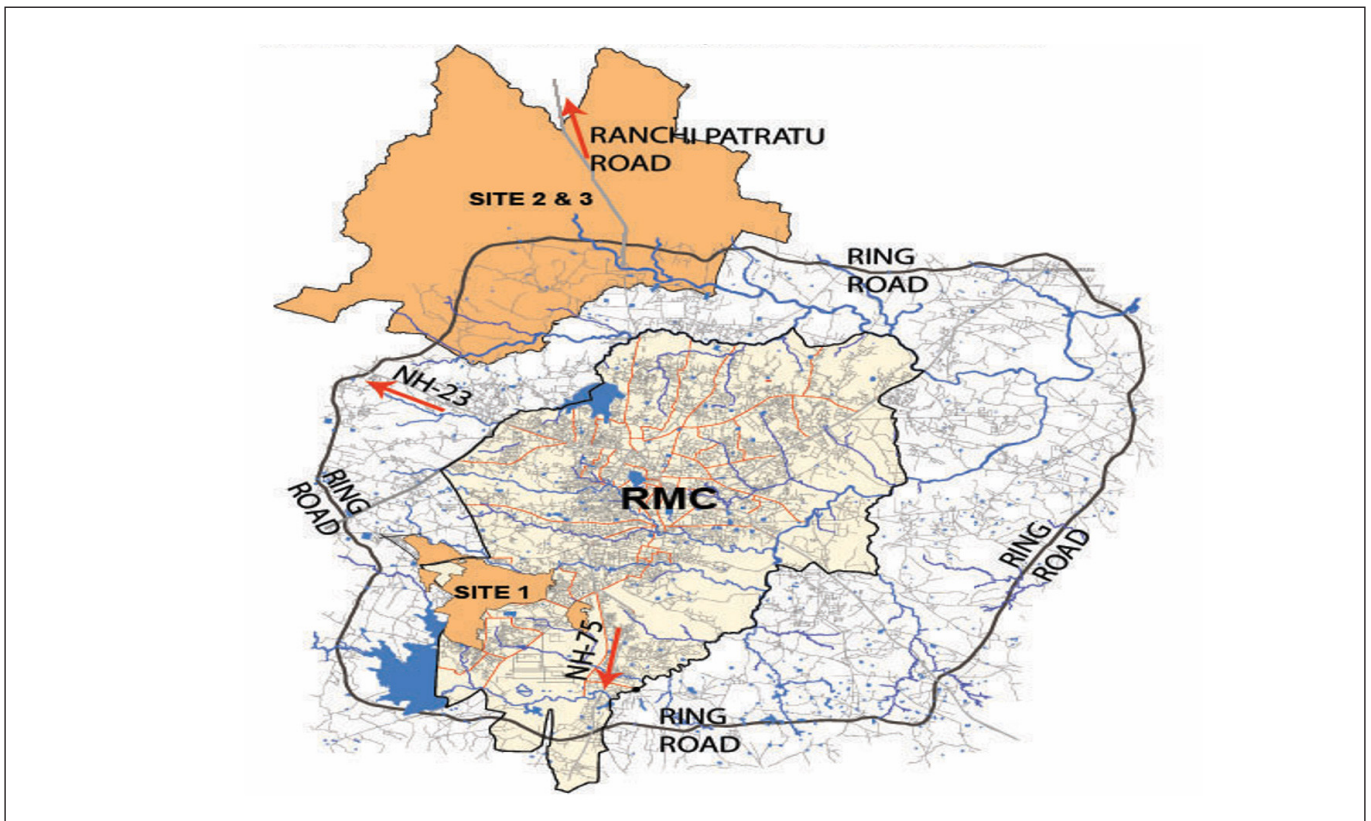 RANCHI PATRATU
ROAD
SITE 2 & 3
RING
ROAD
NH-23
RING
ROAD
RMC
RING
ROAD
SITE 1
NH-75
RING
ROAD